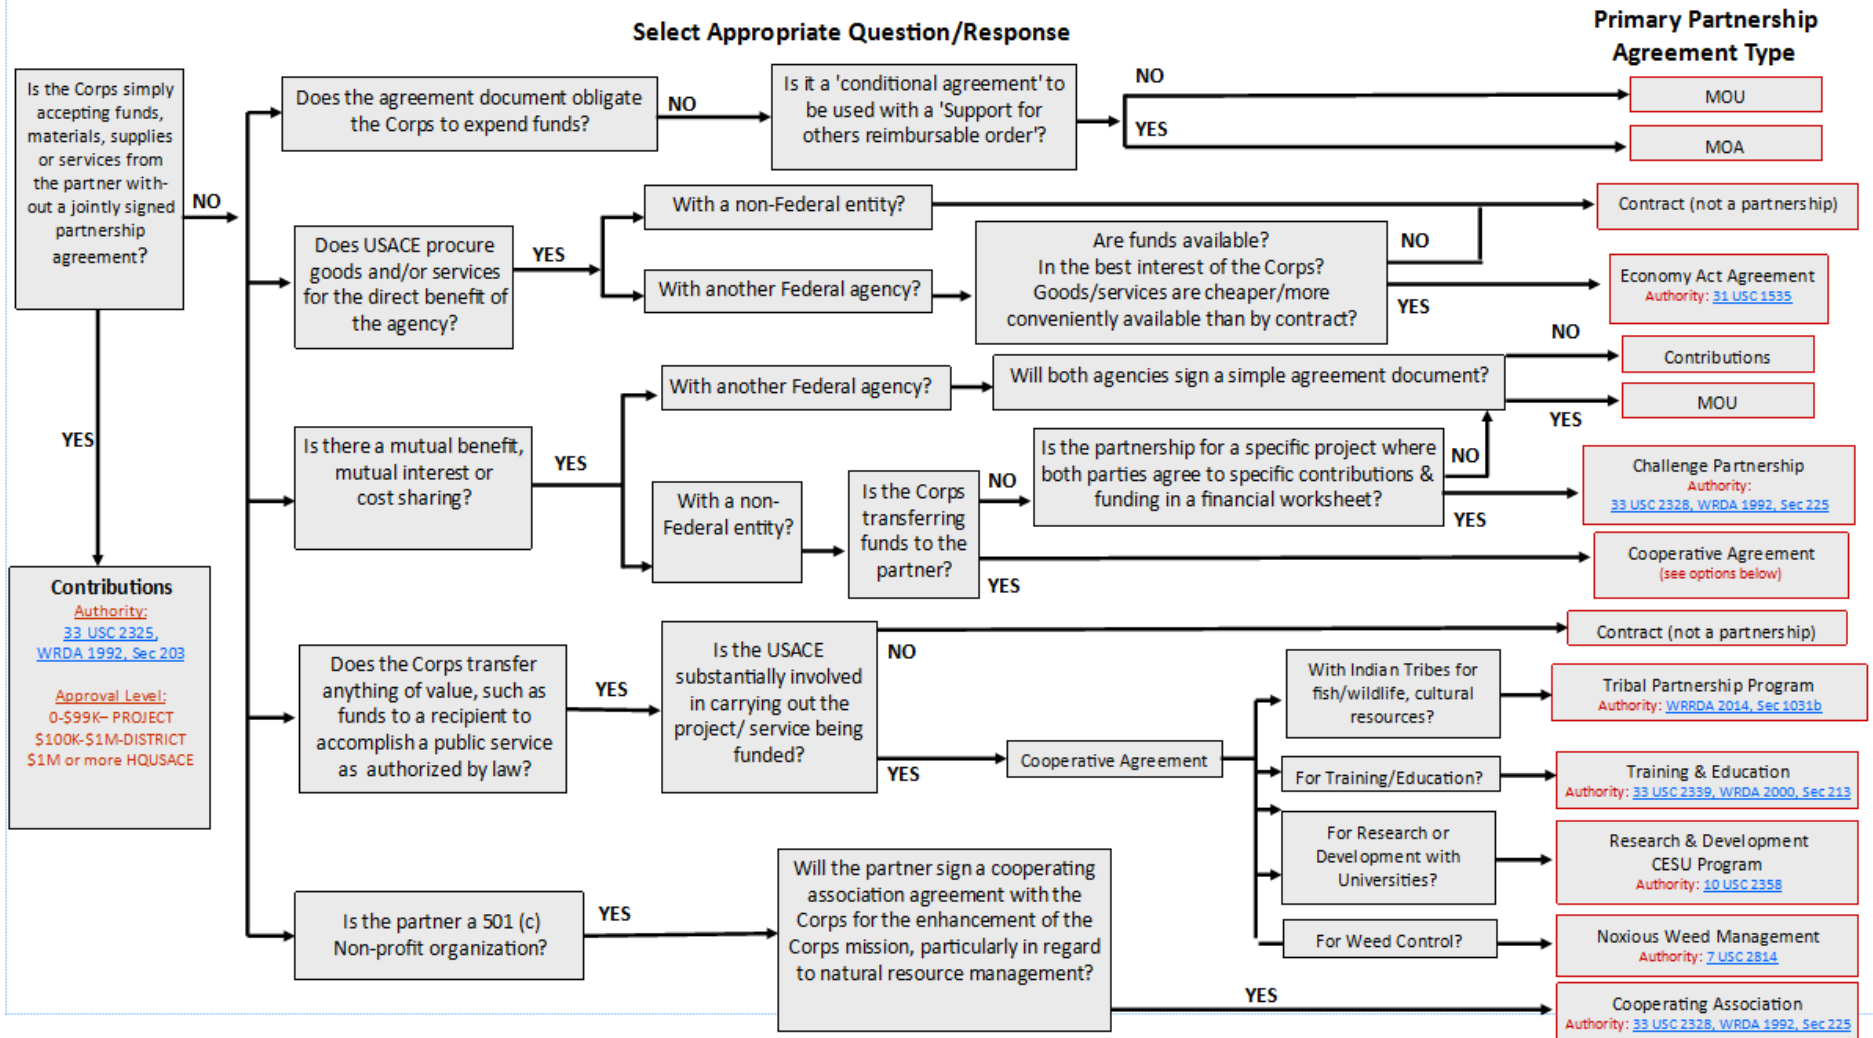 Select Appropriate Question/Response
Primary Partnership
Agreement Type
Is the Corps simply
accepting funds,
materials, supplies
or services from
the partner with-
out a jointly signed
partnership
agreement?
NO
YES
Contributions
Authority:
33 USC 2325,
WRDA 1992, Sec 203
Approval Level:
0-$99K– PROJECT
$100K-$1M-DISTRICT
$1M or more HQUSACE
Does the agreement document obligate
the Corps to expend funds?
NO
Is it a 'conditional agreement' to
be used with a 'Support for
others reimbursable order'?
NO
YES
MOU
MOA
Does USACE procure
goods and/or services
for the direct benefit of
the agency?
YES
With a non-Federal entity?
With another Federal agency?
Are funds available?
In the best interest of the Corps?
Goods/services are cheaper/more
conveniently available than by contract?
NO
YES
Contract (not a partnership)
Economy Act Agreement
Authority: 31 USC 1535
Is there a mutual benefit,
mutual interest or
cost sharing?
YES
With another Federal agency?
Will both agencies sign a simple agreement document?
NO
YES
Contributions
MOU
With a non-
Federal entity?
Is the Corps
transferring
funds to the
partner?
NO
YES
Is the partnership for a specific project where
both parties agree to specific contributions &
funding in a financial worksheet?
NO
YES
Challenge Partnership
Authority:
33 USC 2328, WRDA 1992, Sec 225
Cooperative Agreement
(see options below)
Does the Corps transfer
anything of value, such as
funds to a recipient to
accomplish a public service
as authorized by law?
YES
Is the USACE
substantially involved
in carrying out the
project/ service being
funded?
NO
YES
Contract (not a partnership)
Cooperative Agreement
With Indian Tribes for
fish/wildlife, cultural
resources?
Tribal Partnership Program
Authority: WRRDA 2014, Sec 1031b
For Training/Education?
Training & Education
Authority: 33 USC 2339, WRDA 2000, Sec 213
For Research or
Development with
Universities?
Research & Development
CESU Program
Authority: 10 USC 2358
For Weed Control?
Noxious Weed Management
Authority: 7 USC 2814
Is the partner a 501 (c)
Non-profit organization?
YES
Will the partner sign a cooperating
association agreement with the
Corps for the enhancement of the
Corps mission, particularly in regard
to natural resource management?
YES
Cooperating Association
Authority: 33 USC 2328, WRDA 1992, Sec 225